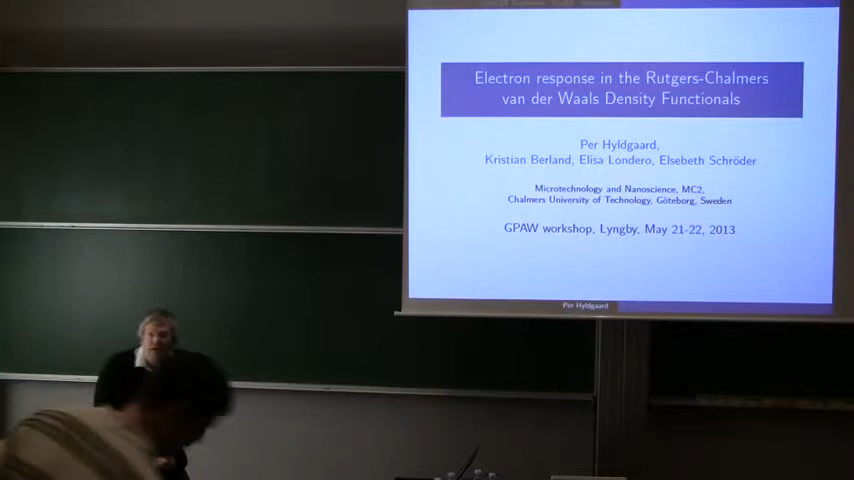 Electron response in the Rutgers-Chalmers
van der Waals Density Functionals
Per Hyldgaard,
Kristian Berland, Elisa Londero, Elsebeth Schröder
Microtechnology and Nanoscience, MC2,
Chalmers University of Technology, Göteborg, Sweden
GPAW workshop, Lyngby, May 21-22, 2013
Per Hyldgaard